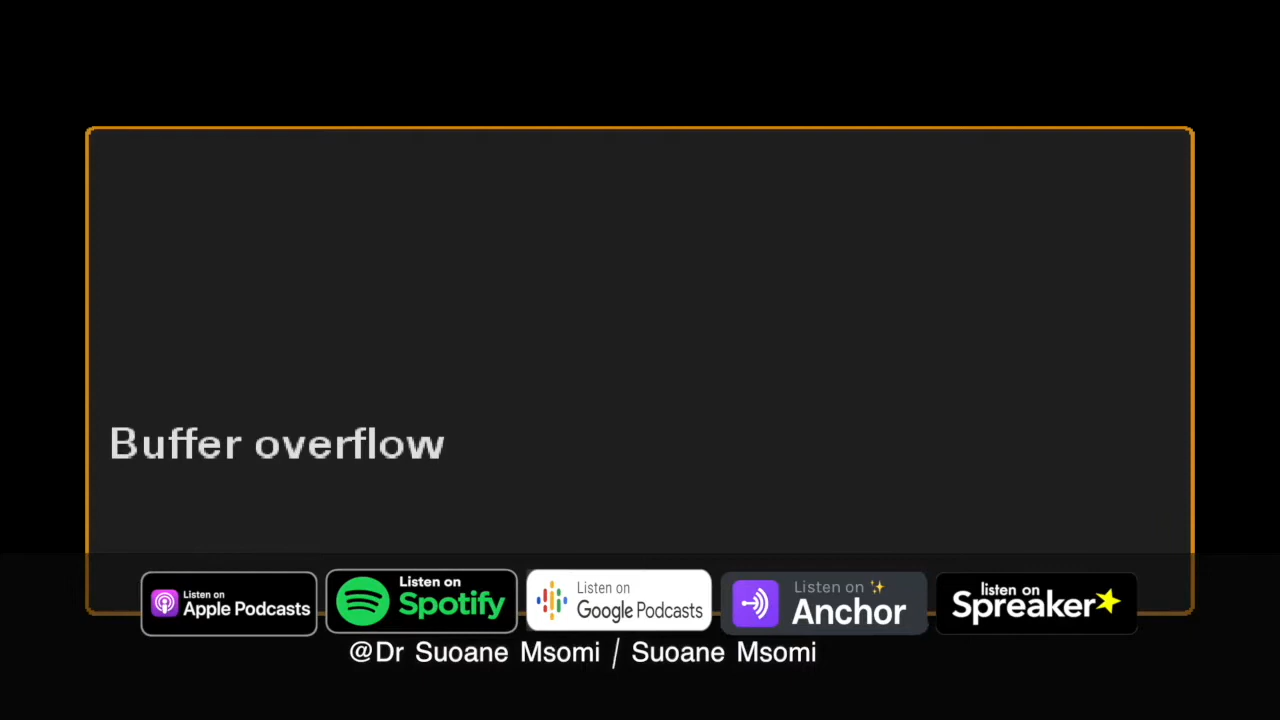 Buffer overflow
Listen on
Apple Podcasts
Listen on
Spotify
Listen on
Google Podcasts
Listen on ✨
Anchor
listen on
Spreaker
@Dr Suoane Msomi / Suoane Msomi